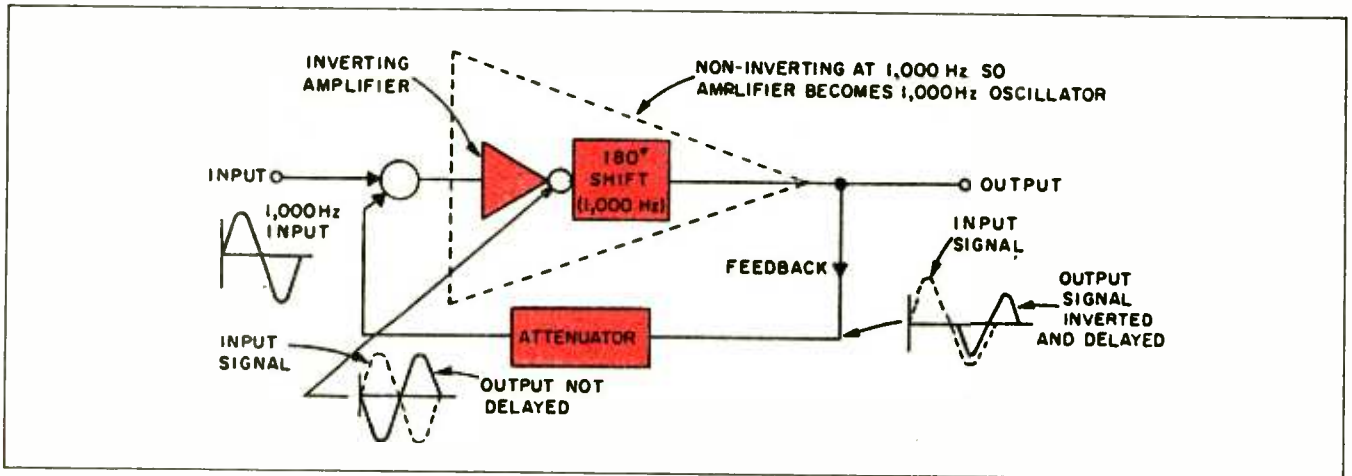 INVERTING
AMPLIFIER
NON-INVERTING AT 1,000 Hz SO
AMPLIFIER BECOMES 1,000Hz OSCILLATOR
180°
SHIFT
(1,000 Hz)
INPUT
OUTPUT
1,000Hz
INPUT
INPUT
SIGNAL
FEEDBACK
OUTPUT
SIGNAL
INVERTED
AND DELAYED
ATTENUATOR
INPUT
SIGNAL
OUTPUT NOT
DELAYED